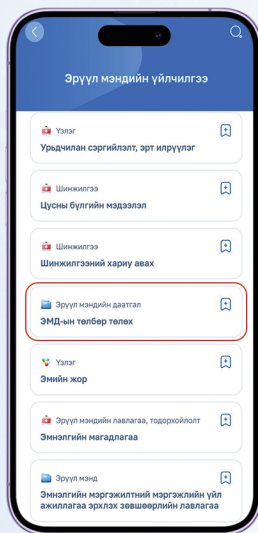 Эрүүл мэндийн үйлчилгээ
Үзлэг
Урьдчилан сэргийлэлт, эрт илрүүлэг
Шинжилгээ
Цусны бүлгийн мэдээлэл
Шинжилгээ
Шинжилгээний хариу авах
Эрүүл мэндийн даатгал
ЭМД-ын төлбөр төлөх
Үзлэг
Эмийн жор
Эрүүл мэндийн лавлагаа, тодорхойлолт
Эмнэлгийн магадлагаа
Эрүүл мэнд
Эмнэлгийн мэргэжилтний мэргэжлийн үйл
ажиллагаа эрхлэх зөвшөөрлийн лавлагаа